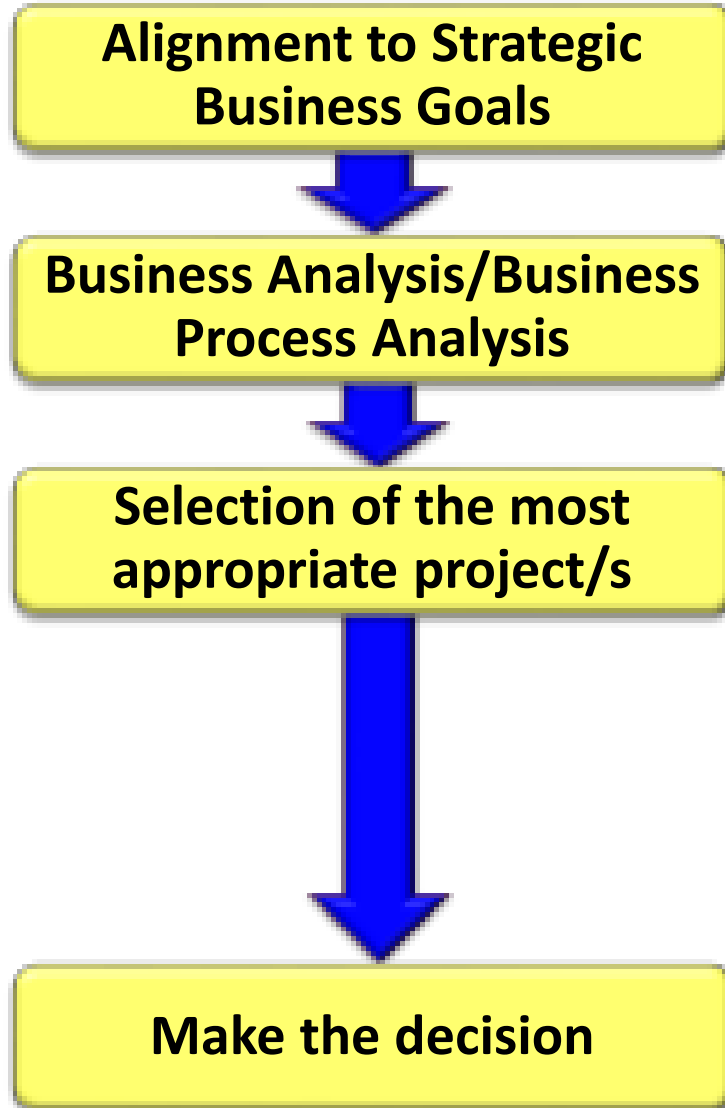 Alignment to Strategic
Business Goals
Business Analysis/Business
Process Analysis
Selection of the most
appropriate project/s
Make the decision